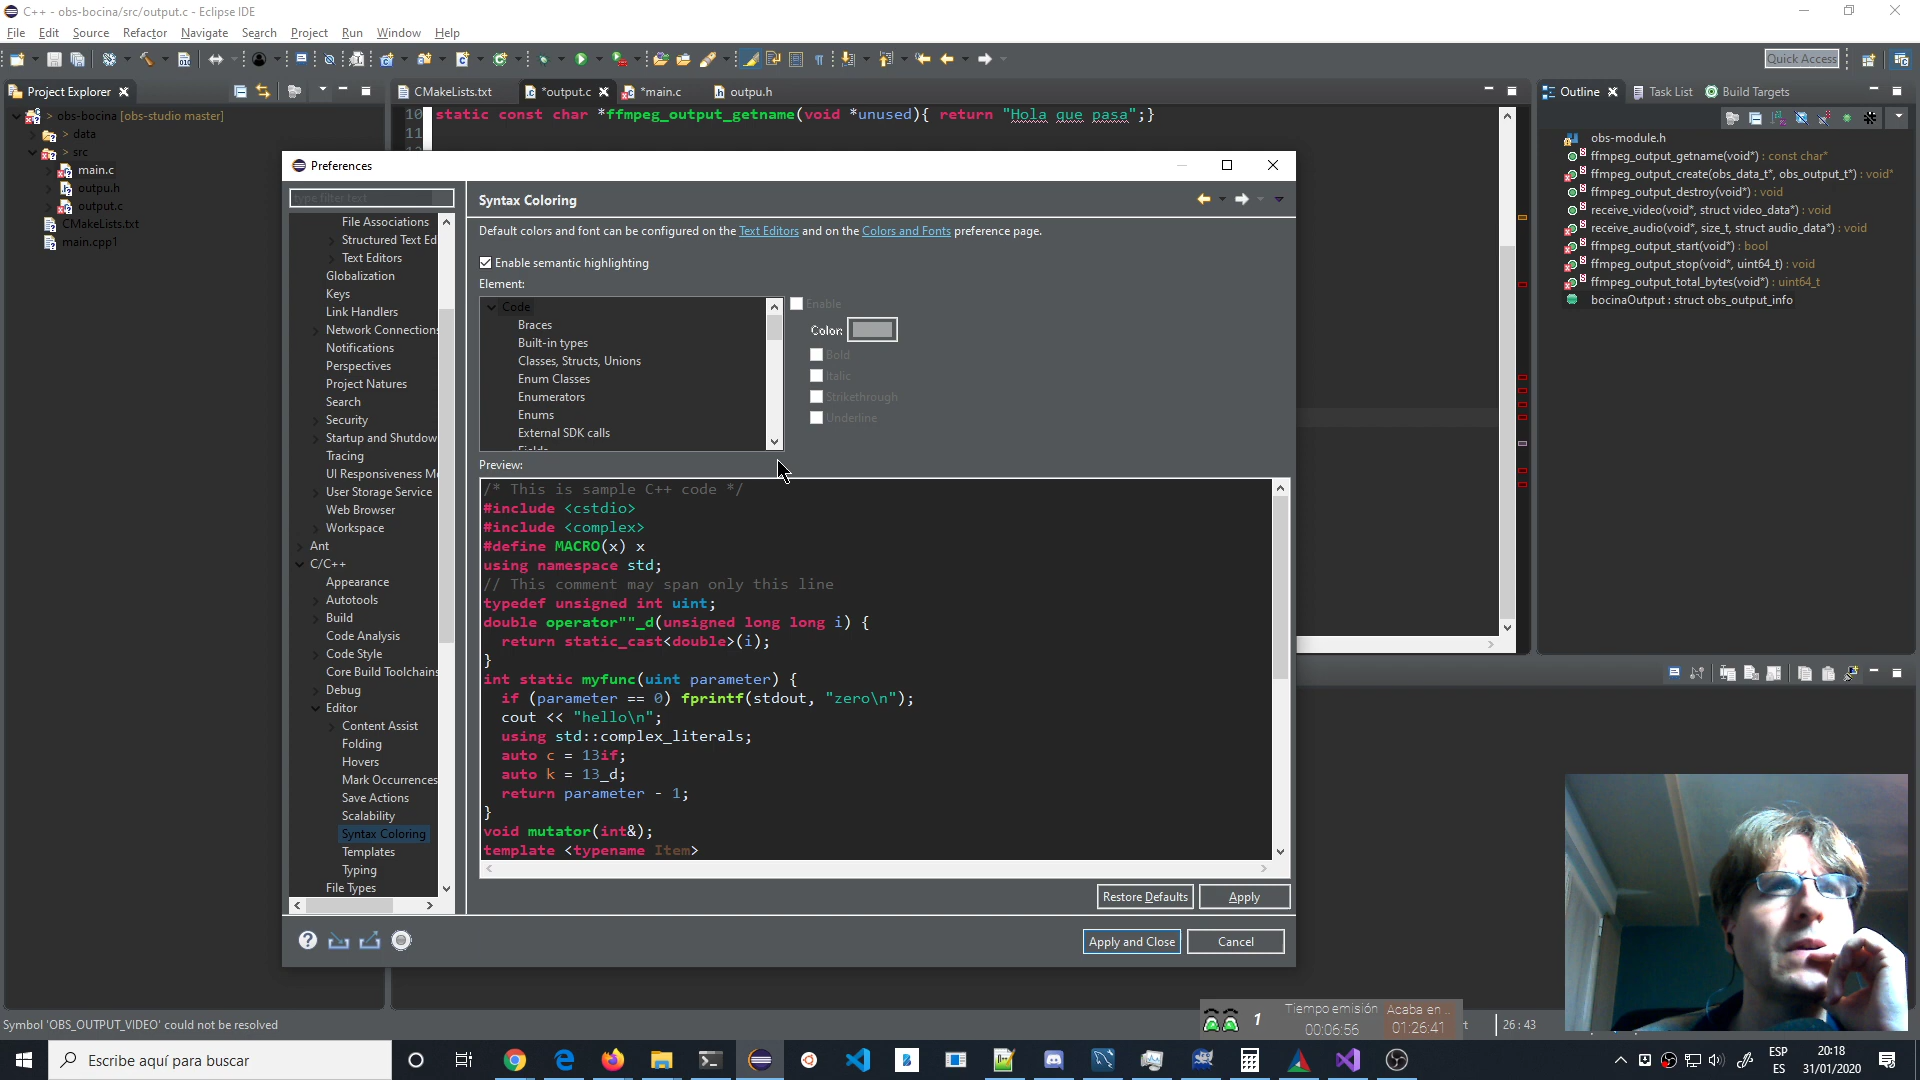 C++ - obs-bocina/src/output.c - Eclipse IDE
File Edit Source Refactor Navigate Search Project Run Window Help
Quick Access
Project Explorer
CMakeLists.txt
*output.c
*main.c
outpu.h
Outline
Task List
Build Targets
> obs-bocina [obs-studio master]
> data
> src
main.c
outpu.h
output.c
CMakeLists.txt
main.cpp1
10 static const char *ffmpeg_output_getname(void *unused){ return "Hola que pasa";}
11
obs-module.h
ffmpeg_output_getname(void*) : const char*
ffmpeg_output_create(obs_data_t*, obs_output_t*) : void*
ffmpeg_output_destroy(void*) : void
receive_video(void*, struct video_data*) : void
receive_audio(void*, size_t, struct audio_data*) : void
ffmpeg_output_start(void*) : bool
ffmpeg_output_stop(void*, uint64_t) : void
ffmpeg_output_total_bytes(void*) : uint64_t
bocinaOutput : struct obs_output_info
Preferences
type filter text
File Associations
Structured Text Ed
Text Editors
Globalization
Keys
Link Handlers
Network Connections
Notifications
Perspectives
Project Natures
Search
Security
Startup and Shutdow
Tracing
UI Responsiveness M
User Storage Service
Web Browser
Workspace
Ant
C/C++
Appearance
Autotools
Build
Code Analysis
Code Style
Core Build Toolchains
Debug
Editor
Content Assist
Folding
Hovers
Mark Occurrences
Save Actions
Scalability
Syntax Coloring
Templates
Typing
File Types
Syntax Coloring
Default colors and font can be configured on the Text Editors and on the Colors and Fonts preference page.
Enable semantic highlighting
Element:
Code
Braces
Built-in types
Classes, Structs, Unions
Enum Classes
Enumerators
Enums
External SDK calls
Fields
Enable
Color:
Bold
Italic
Strikethrough
Underline
Preview:
/* This is sample C++ code */
#include <cstdio>
#include <complex>
#define MACRO(x) x
using namespace std;
// This comment may span only this line
typedef unsigned int uint;
double operator""_d(unsigned long long i) {
return static_cast<double>(i);
}
int static myfunc(uint parameter) {
if (parameter == 0) fprintf(stdout, "zero\n");
cout << "hello\n";
using std::complex_literals;
auto c = 13if;
auto k = 13_d;
return parameter - 1;
}
void mutator(int&);
template <typename Item>
Restore Defaults
Apply
Apply and Close
Cancel
Symbol 'OBS_OUTPUT_VIDEO' could not be resolved
1
Tiempo emisión
00:06:56
Acaba en ..
01:26:41
26 : 43
Escribe aquí para buscar
ESP
ES
20:18
31/01/2020